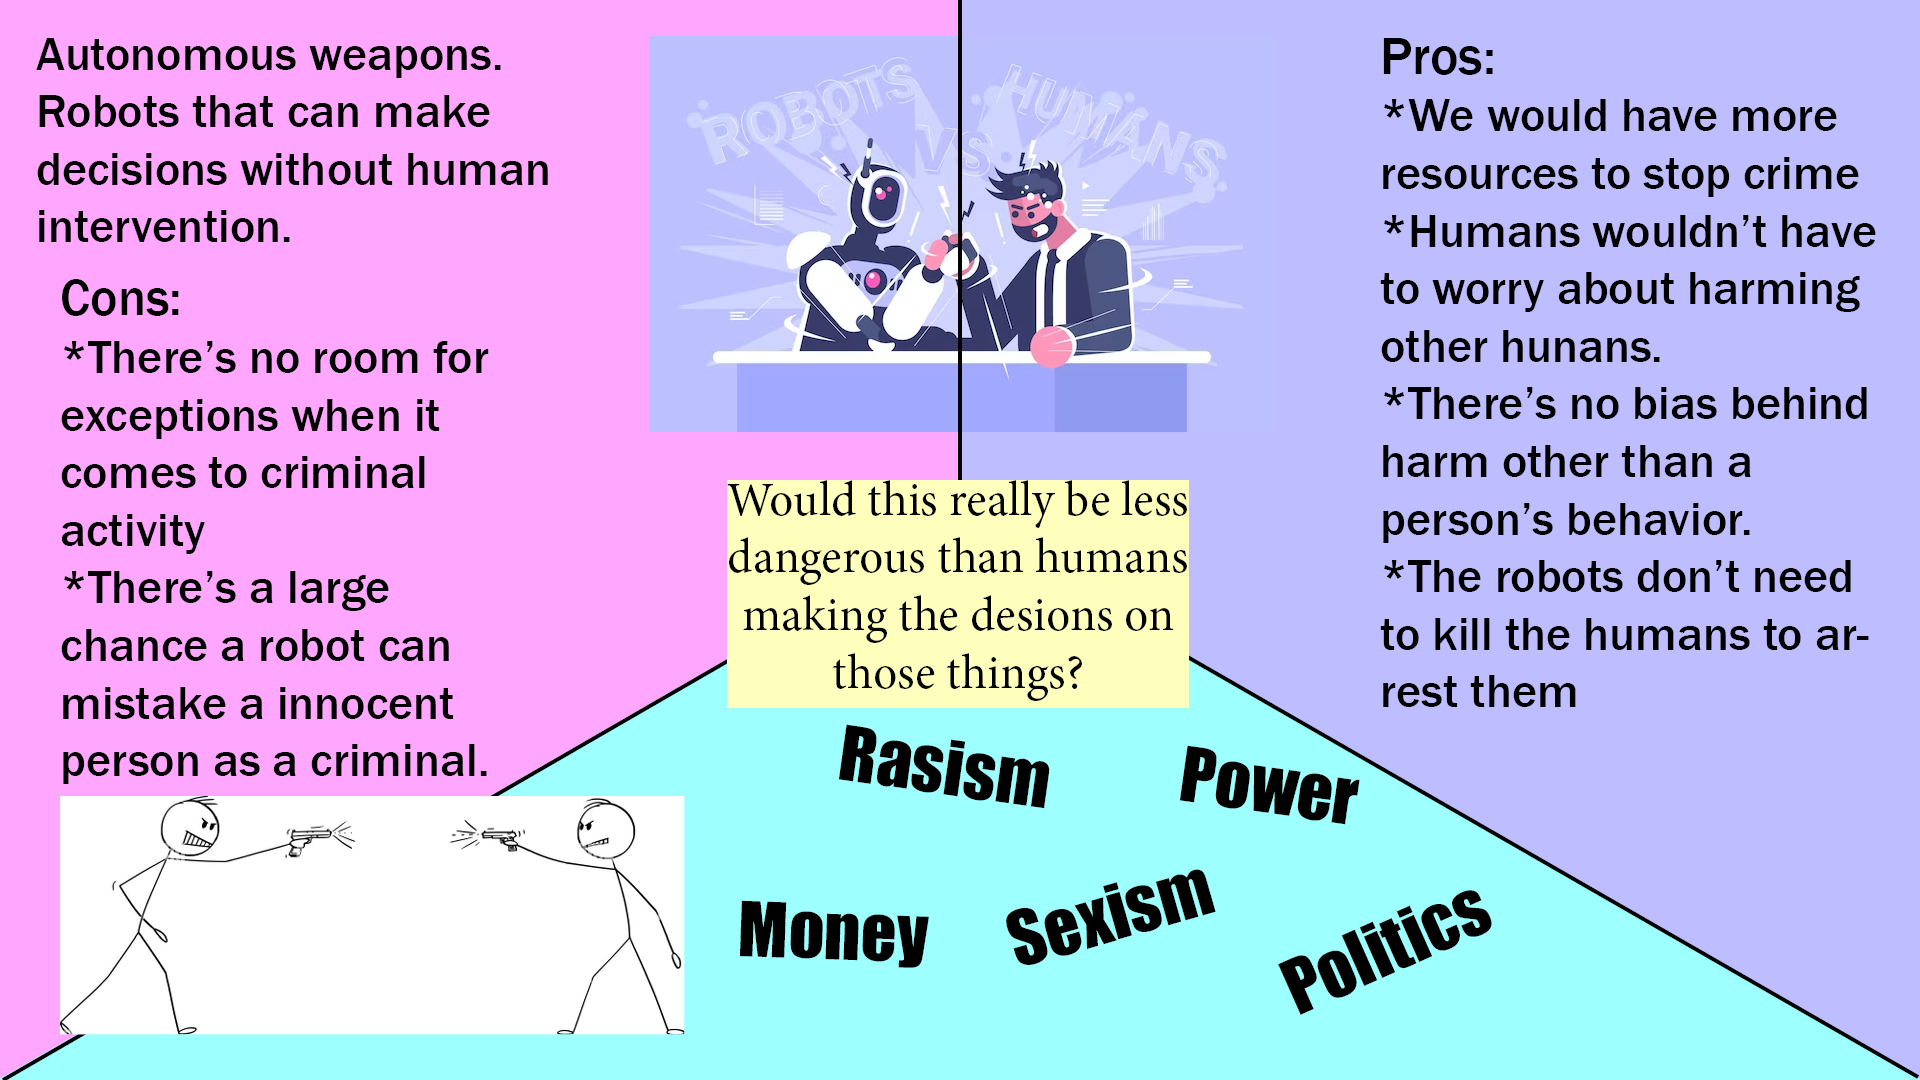 Autonomous weapons.
Robots that can make
decisions without human
intervention.
Cons:
*There's no room for
exceptions when it
comes to criminal
activity
*There's a large
chance a robot can
mistake a innocent
person as a criminal.
ROBOTS
VS
HUMANS
Would this really be less
dangerous than humans
making the desions on
those things?
Pros:
*We would have more
resources to stop crime
*Humans wouldn't have
to worry about harming
other hunans.
*There's no bias behind
harm other than a
person's behavior.
*The robots don't need
to kill the humans to ar-
rest them
Rasism
Power
Money
Sexism
Politics